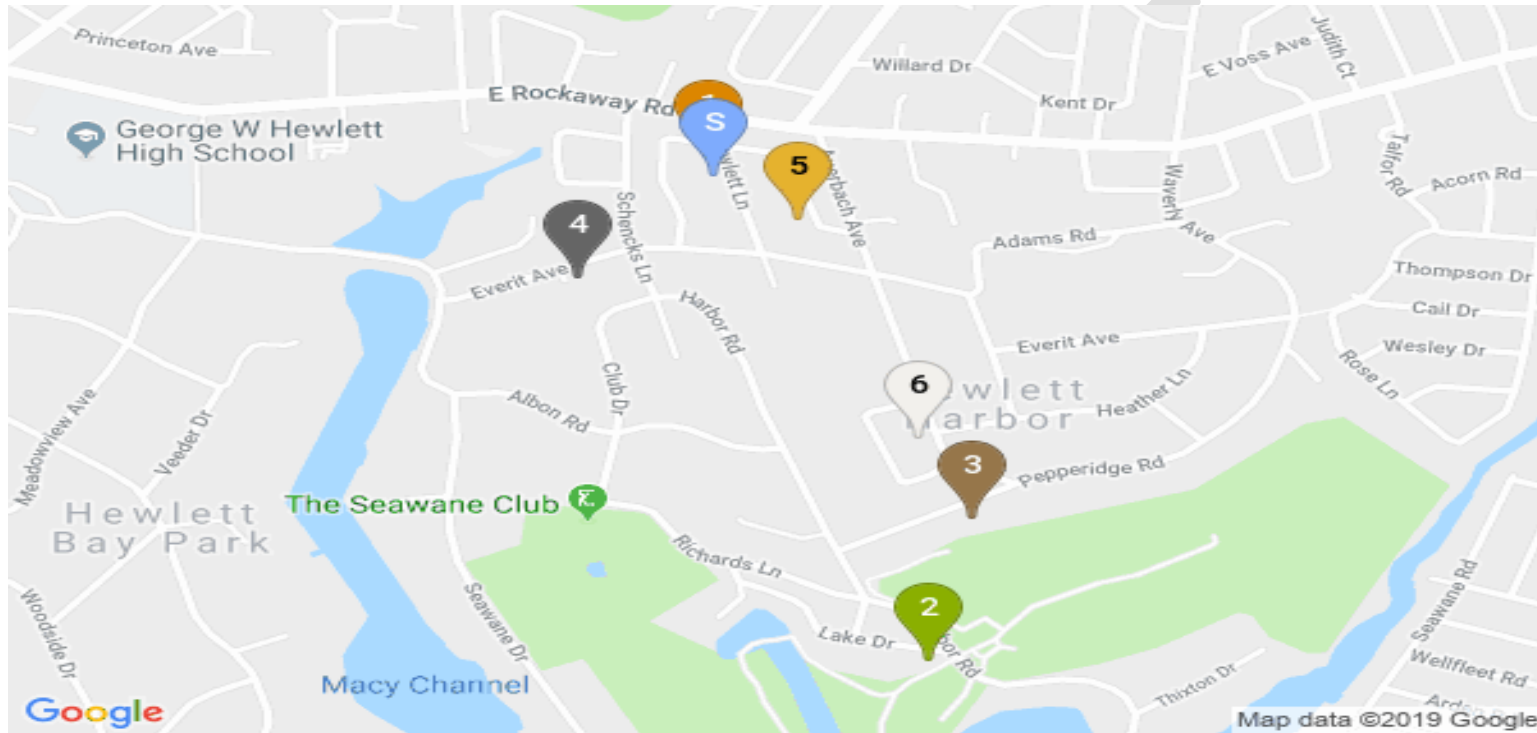 Princeton Ave
Willard Dr
E Voss Ave
Judith Ct
E Rockaway Rd
Kent Dr
George W Hewlett
High School
S
5
Talfor Rd
Acorn Rd
Waverly Ave
Schencks Ln
4
Adams Rd
Everit Ave
Thompson Dr
Harbor Rd
Cail Dr
Everit Ave
Wesley Dr
Rose Ln
Club Dr
6
Heather Ln
Albon Rd
Meadowview Ave
Veeder Dr
3
Pepperidge Rd
The Seawane Club
Hewlett
Bay Park
Richards Ln
Seawane Rd
Woodside Dr
Seawane Dr
2
Lake Dr
Wellfleet Rd
Thixton Dr
Macy Channel
Google
Map data ©2019 Google